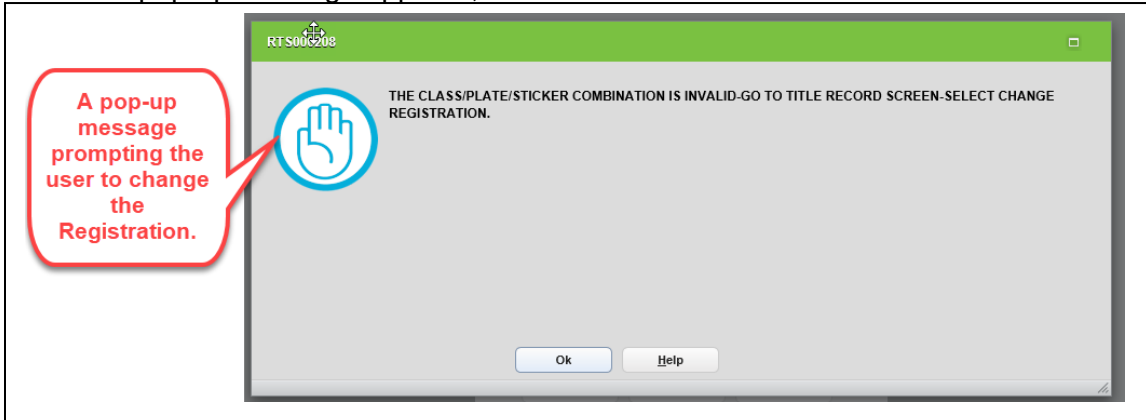 A pop-up
message
prompting the
user to change
the
Registration.
THE CLASS/PLATE/STICKER COMBINATION IS INVALID-GO TO TITLE RECORD SCREEN-SELECT CHANGE
REGISTRATION.
Ok
Help